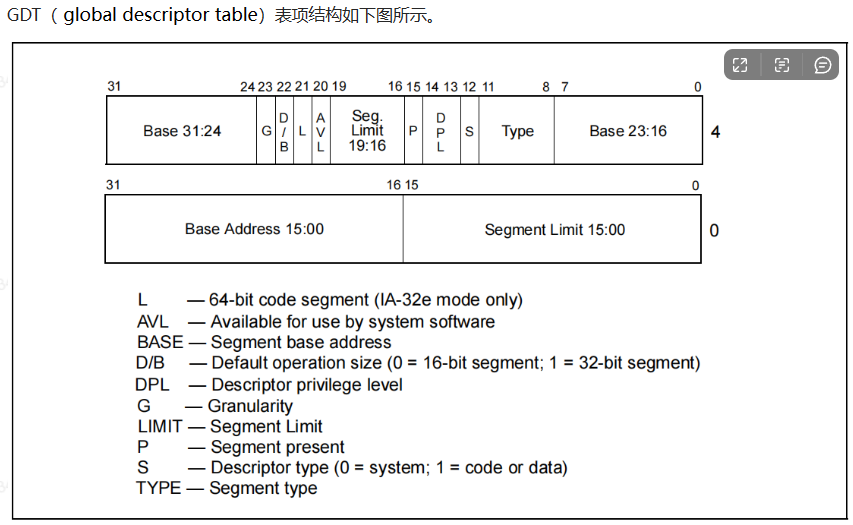 GDT（ global descriptor table）表项结构如下图所示。
31 24 23 22 21 20 19 16 15 14 13 12 11 8 7 0
Base 31:24 G D/B L AVL Seg. Limit 19:16 P DPL S Type Base 23:16 4
31 16 15 0
Base Address 15:00 Segment Limit 15:00 0
L — 64-bit code segment (IA-32e mode only)
AVL — Available for use by system software
BASE — Segment base address
D/B — Default operation size (0 = 16-bit segment; 1 = 32-bit segment)
DPL — Descriptor privilege level
G — Granularity
LIMIT — Segment Limit
P — Segment present
S — Descriptor type (0 = system; 1 = code or data)
TYPE — Segment type